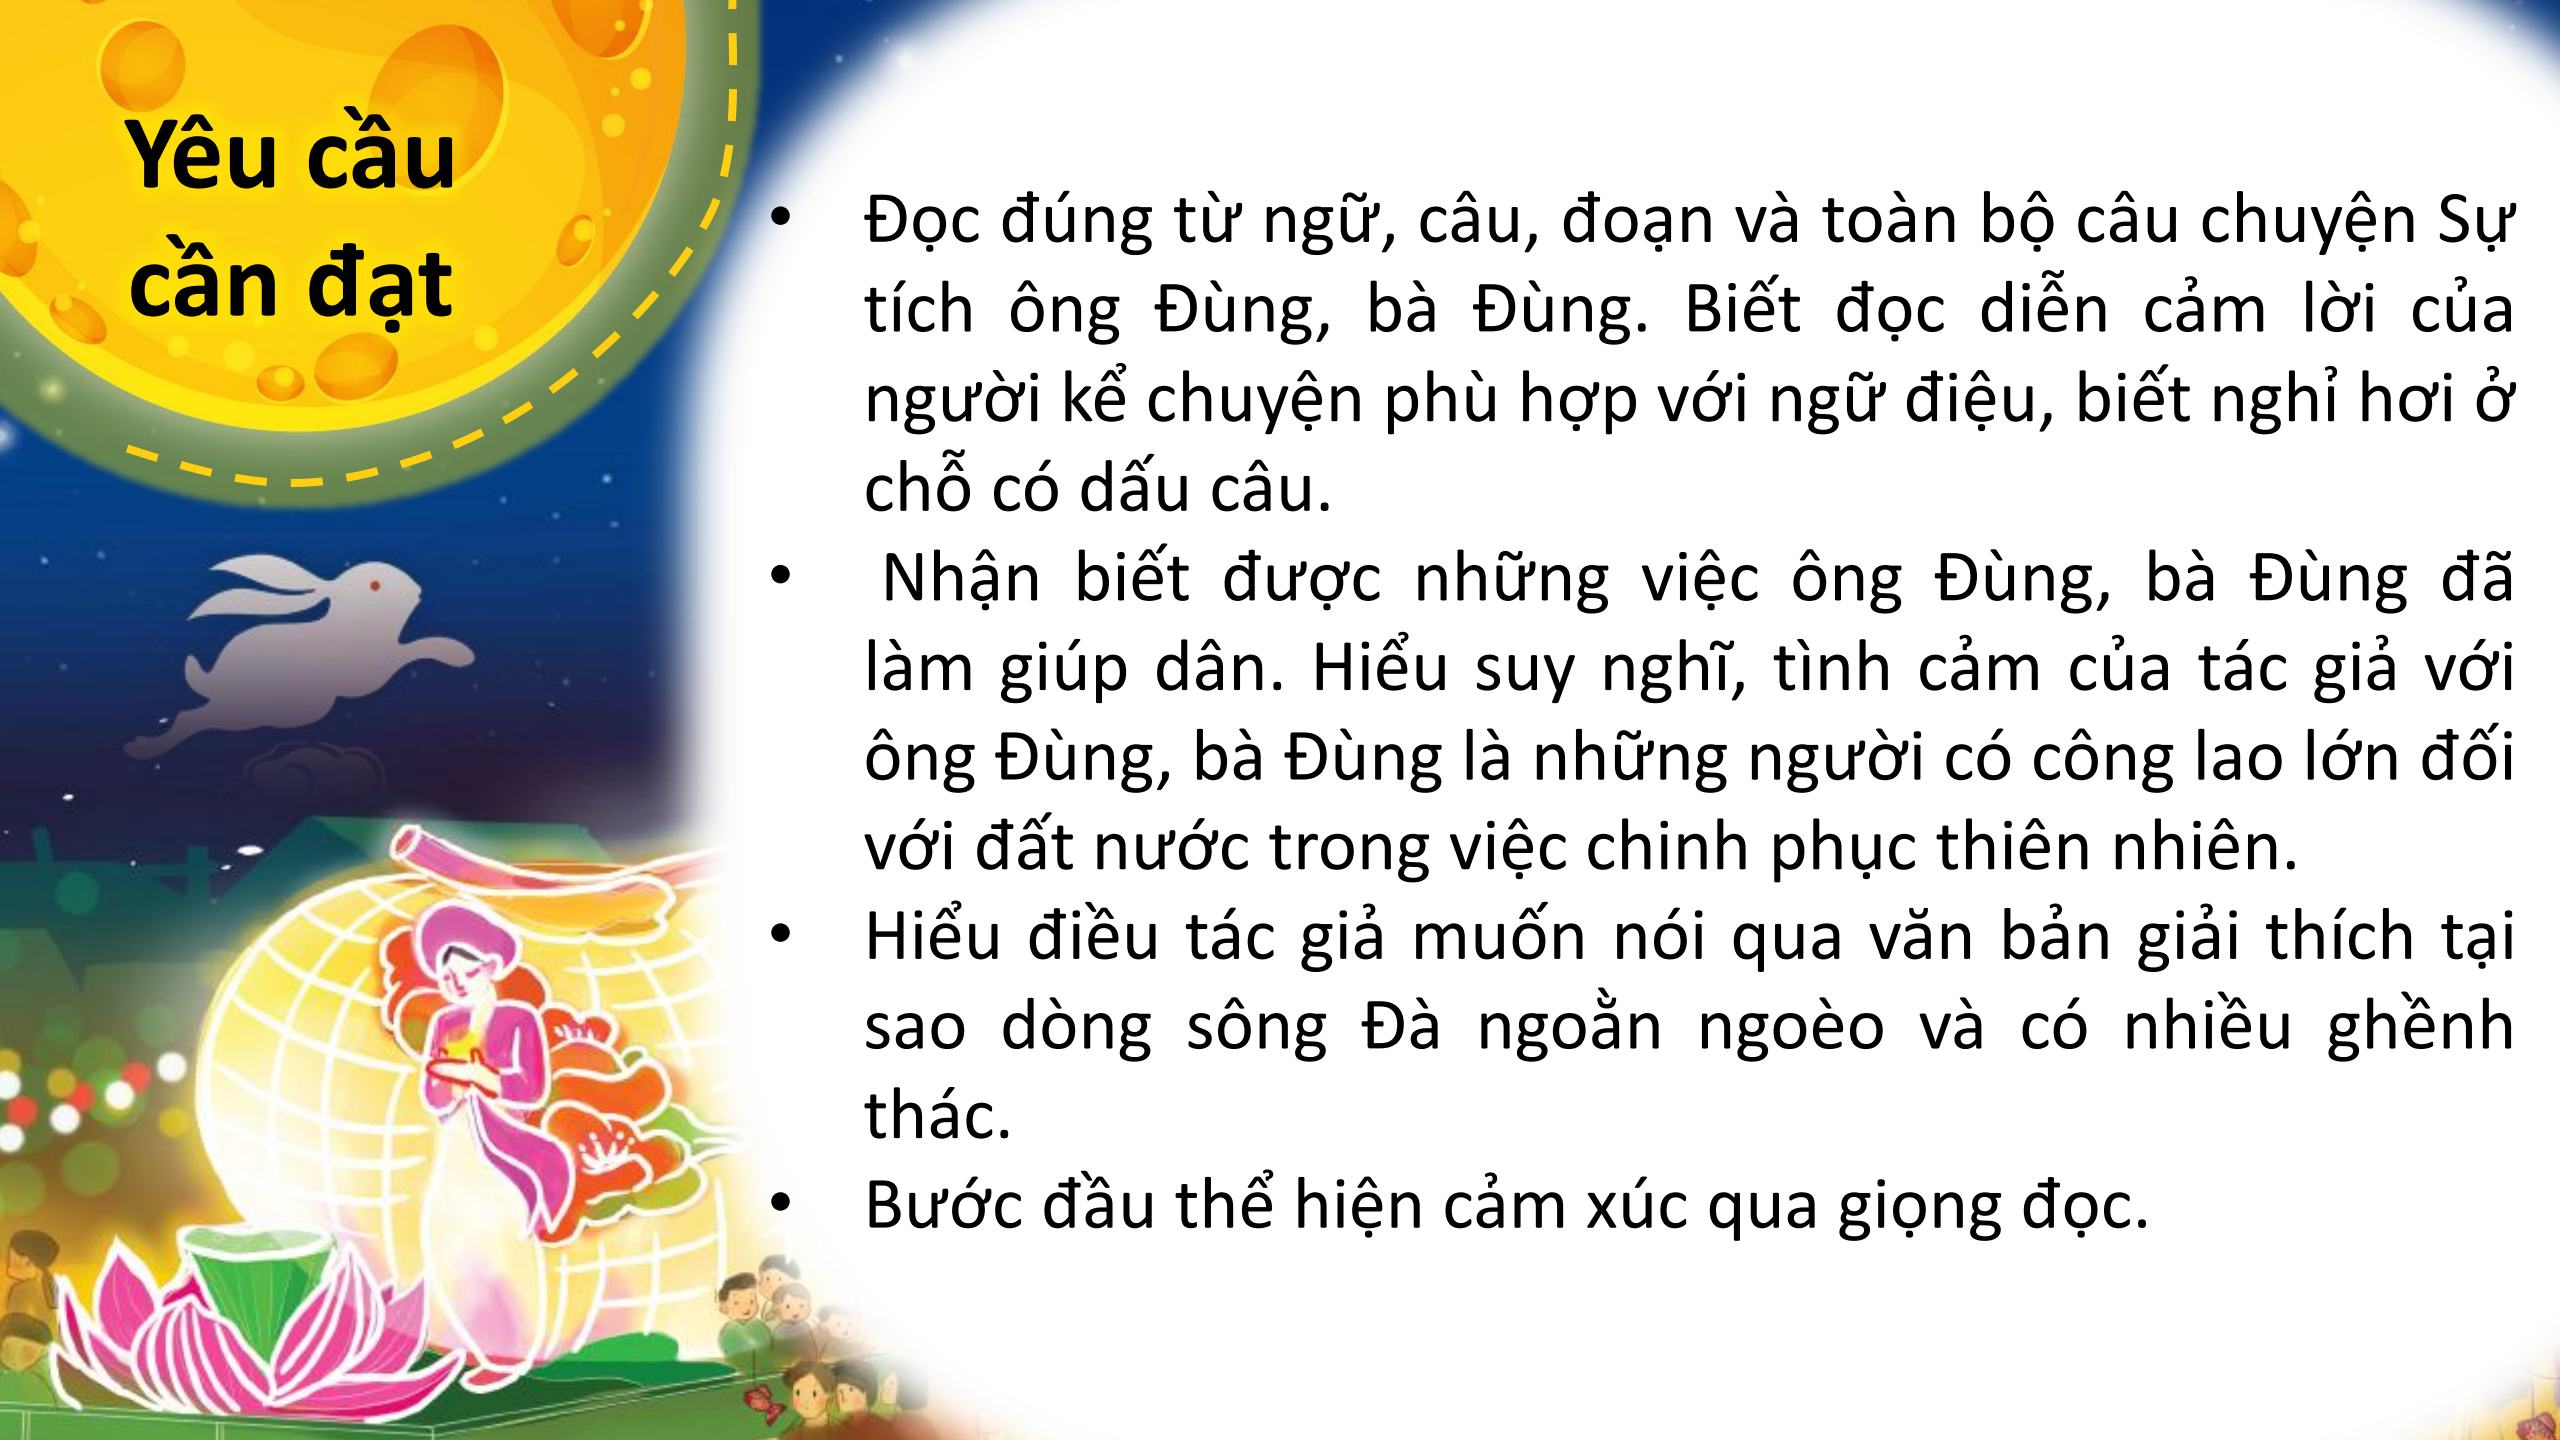 Yêu cầu
cần đạt
• Đọc đúng từ ngữ, câu, đoạn và toàn bộ câu chuyện Sự
tích ông Đùng, bà Đùng. Biết đọc diễn cảm lời của
người kể chuyện phù hợp với ngữ điệu, biết nghỉ hơi ở
chỗ có dấu câu.
• Nhận biết được những việc ông Đùng, bà Đùng đã
làm giúp dân. Hiểu suy nghĩ, tình cảm của tác giả với
ông Đùng, bà Đùng là những người có công lao lớn đối
với đất nước trong việc chinh phục thiên nhiên.
• Hiểu điều tác giả muốn nói qua văn bản giải thích tại
sao dòng sông Đà ngoằn ngoèo và có nhiều ghềnh
thác.
• Bước đầu thể hiện cảm xúc qua giọng đọc.